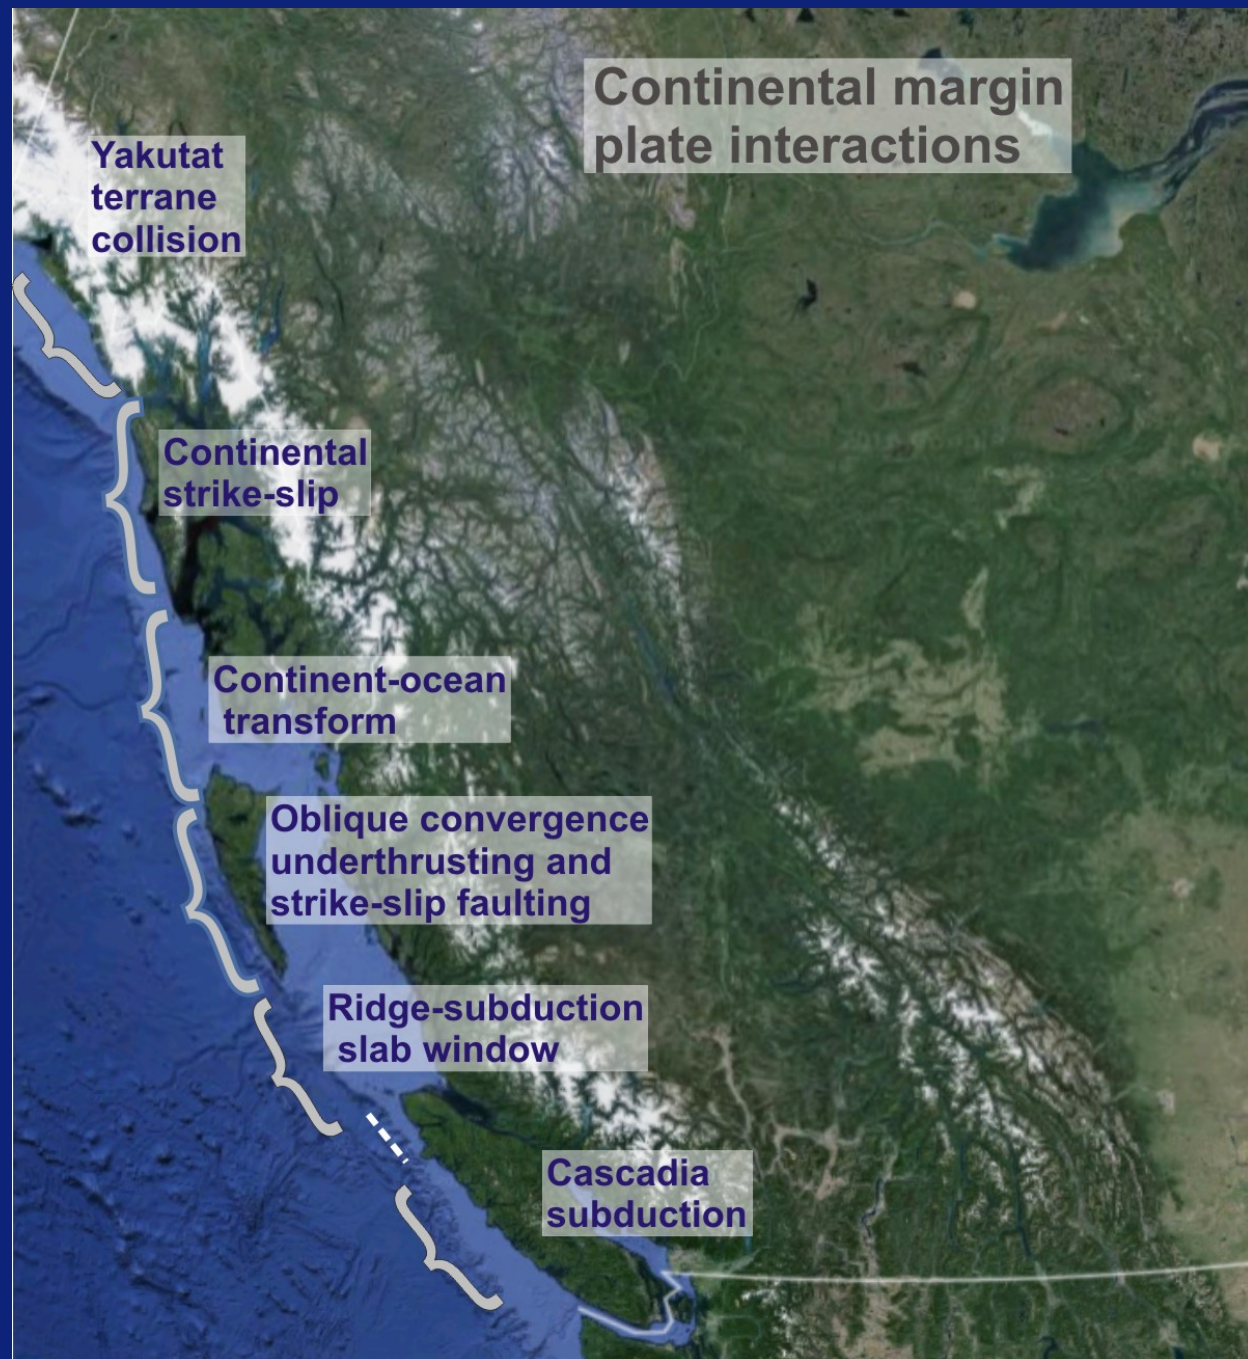 Continental margin
plate interactions
Yakutat
terrane
collision
Continental
strike-slip
Continent-ocean
transform
Oblique convergence
underthrusting and
strike-slip faulting
Ridge-subduction
slab window
Cascadia
subduction